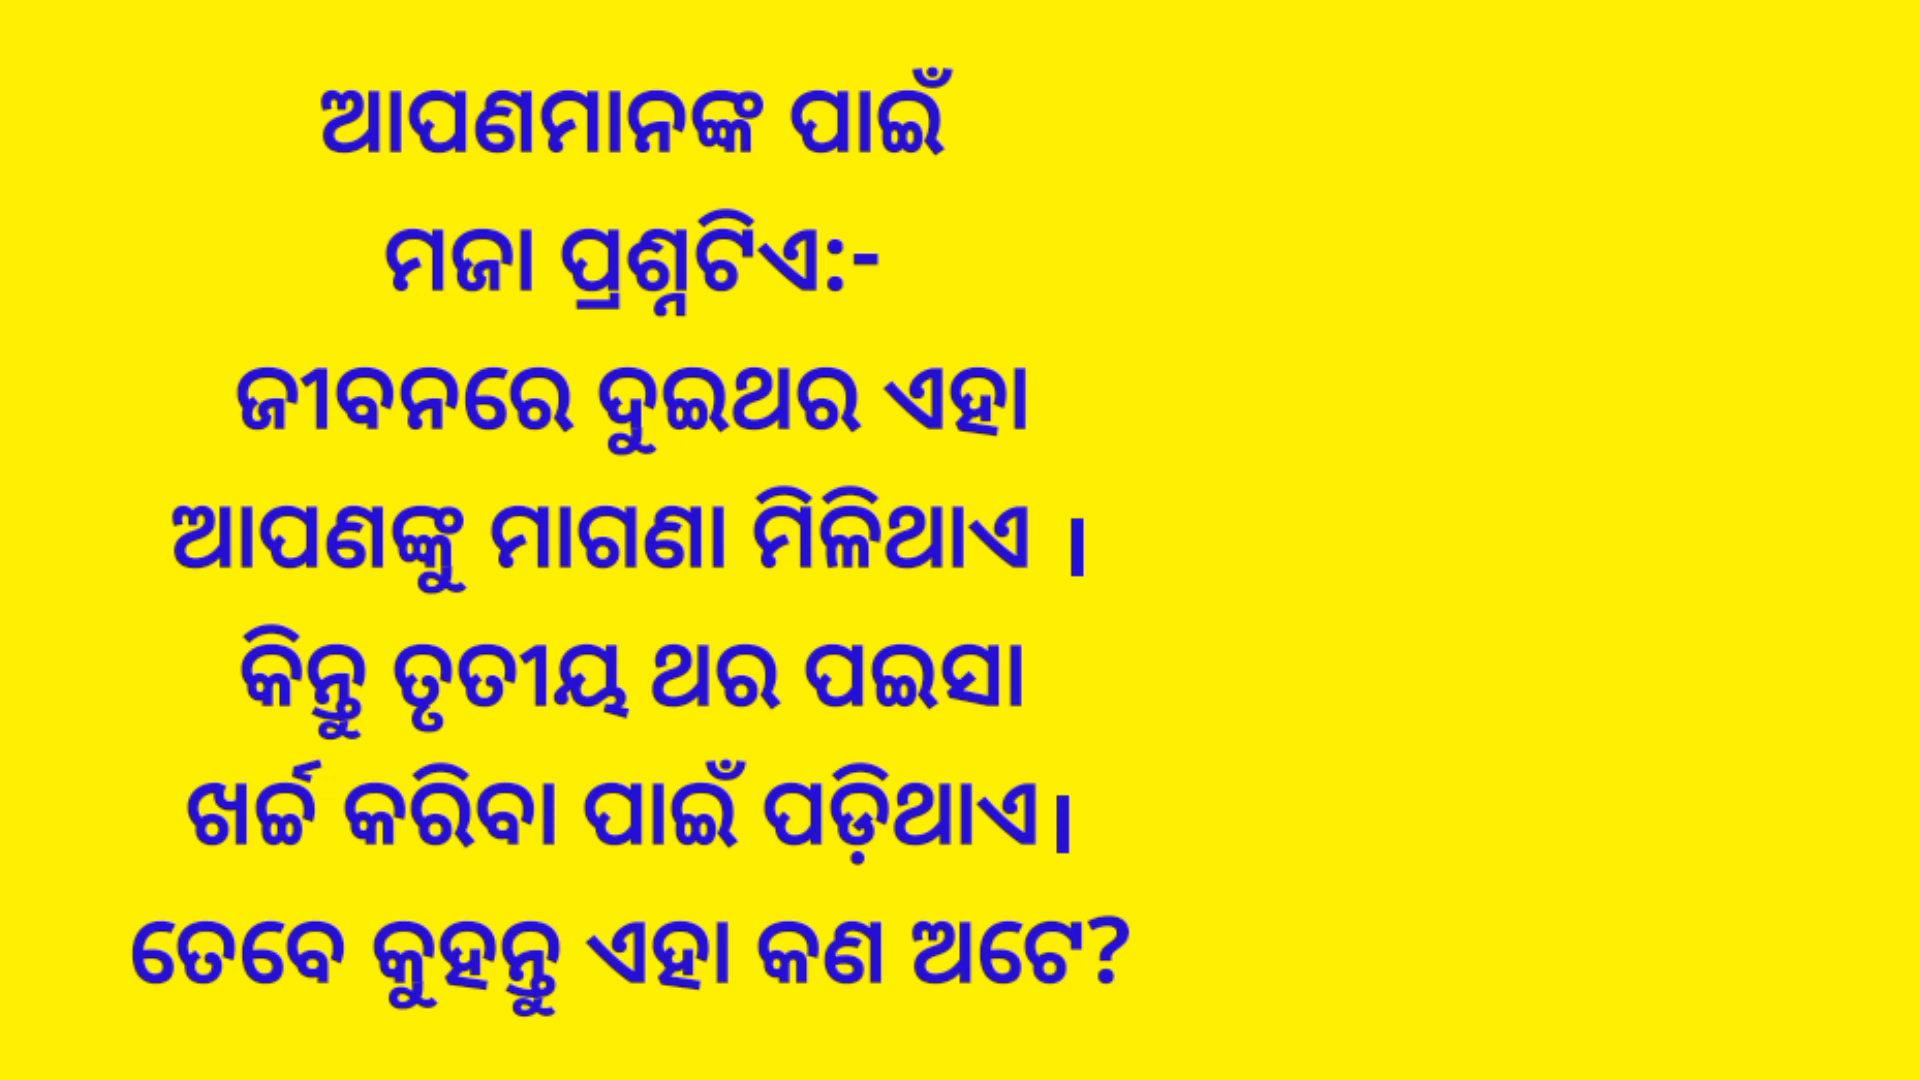 ଆପଣମାନଙ୍କ ପାଇଁ
ମଜା ପ୍ରଶ୍ନଟିଏ:-
ଜୀବନରେ ଦୁଇଥର ଏହା
ଆପଣଙ୍କୁ ମାଗଣା ମିଳିଥାଏ ।
କିନ୍ତୁ ତୃତୀୟ ଥର ପଇସା
ଖର୍ଚ୍ଚ କରିବା ପାଇଁ ପଡ଼ିଥାଏ।
ତେବେ କୁହନ୍ତୁ ଏହା କଣ ଅଟେ?